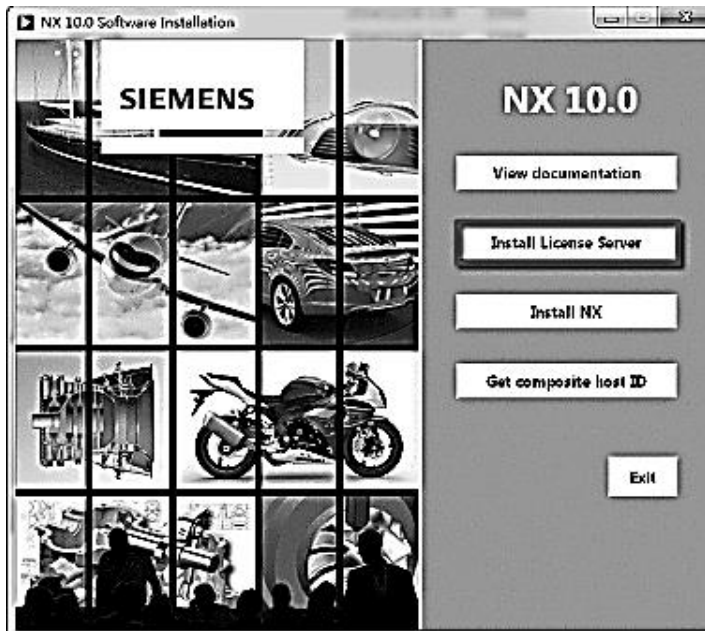 NX 10.0 Software Installation
SIEMENS
NX 10.0
View documentation
Install License Server
Install NX
Get composite host ID
Exit